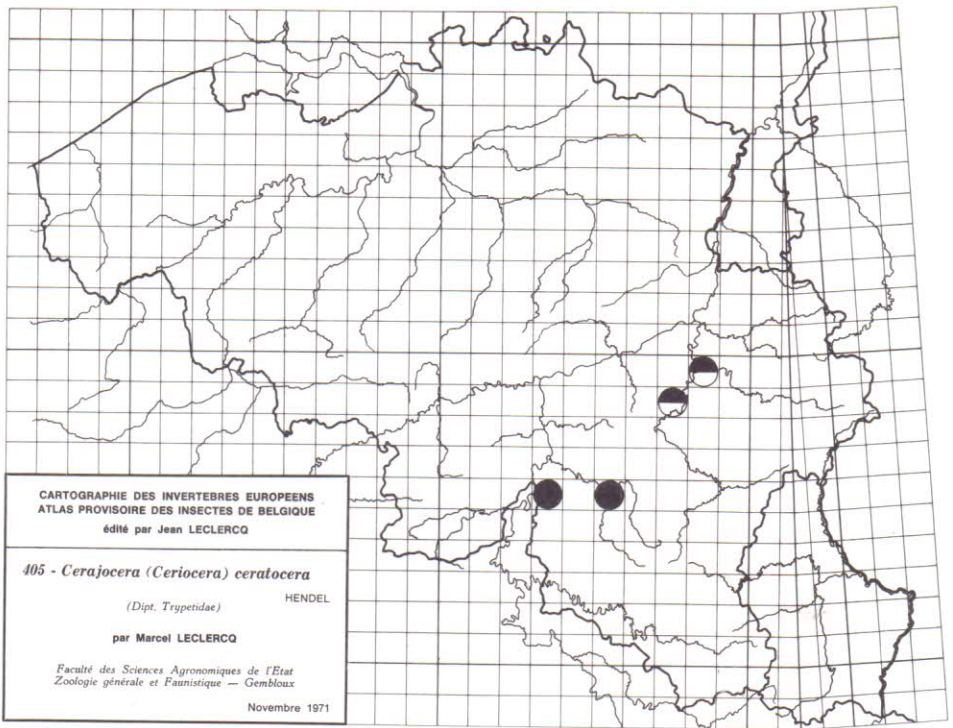 CARTOGRAPHIE DES INVERTEBRES EUROPEENS
ATLAS PROVISOIRE DES INSECTES DE BELGIQUE
édité par Jean LECLERCQ
405 - Cerajocera (Ceriocera) ceratocera
HENDEL
(Dipt. Trypetidae)
par Marcel LECLERCQ
Faculté des Sciences Agronomiques de l'Etat
Zoologie générale et Faunistique — Gembloux
Novembre 1971